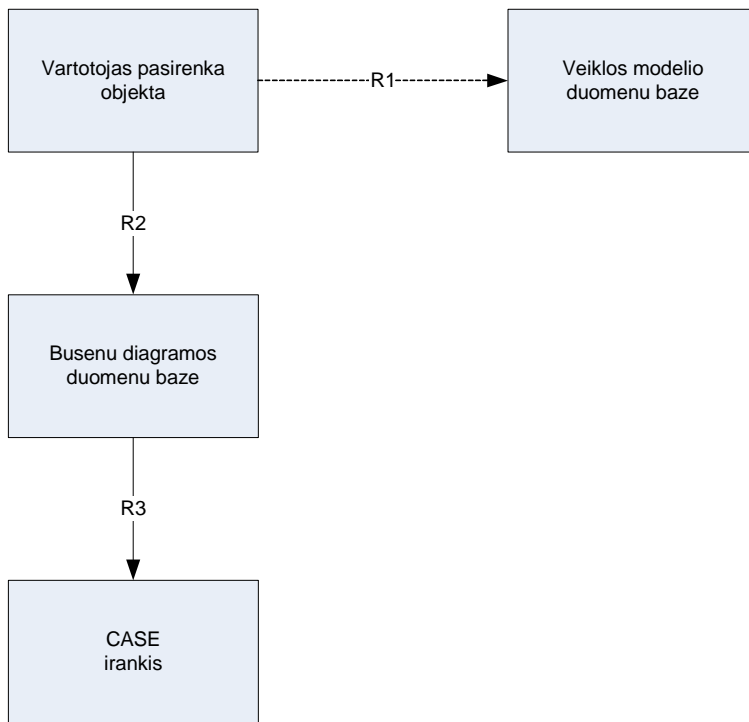 Vartotojas pasirenka
objekta
R1
Veiklos modelio
duomenu baze
R2
Busenu diagramos
duomenu baze
R3
CASE
irankis